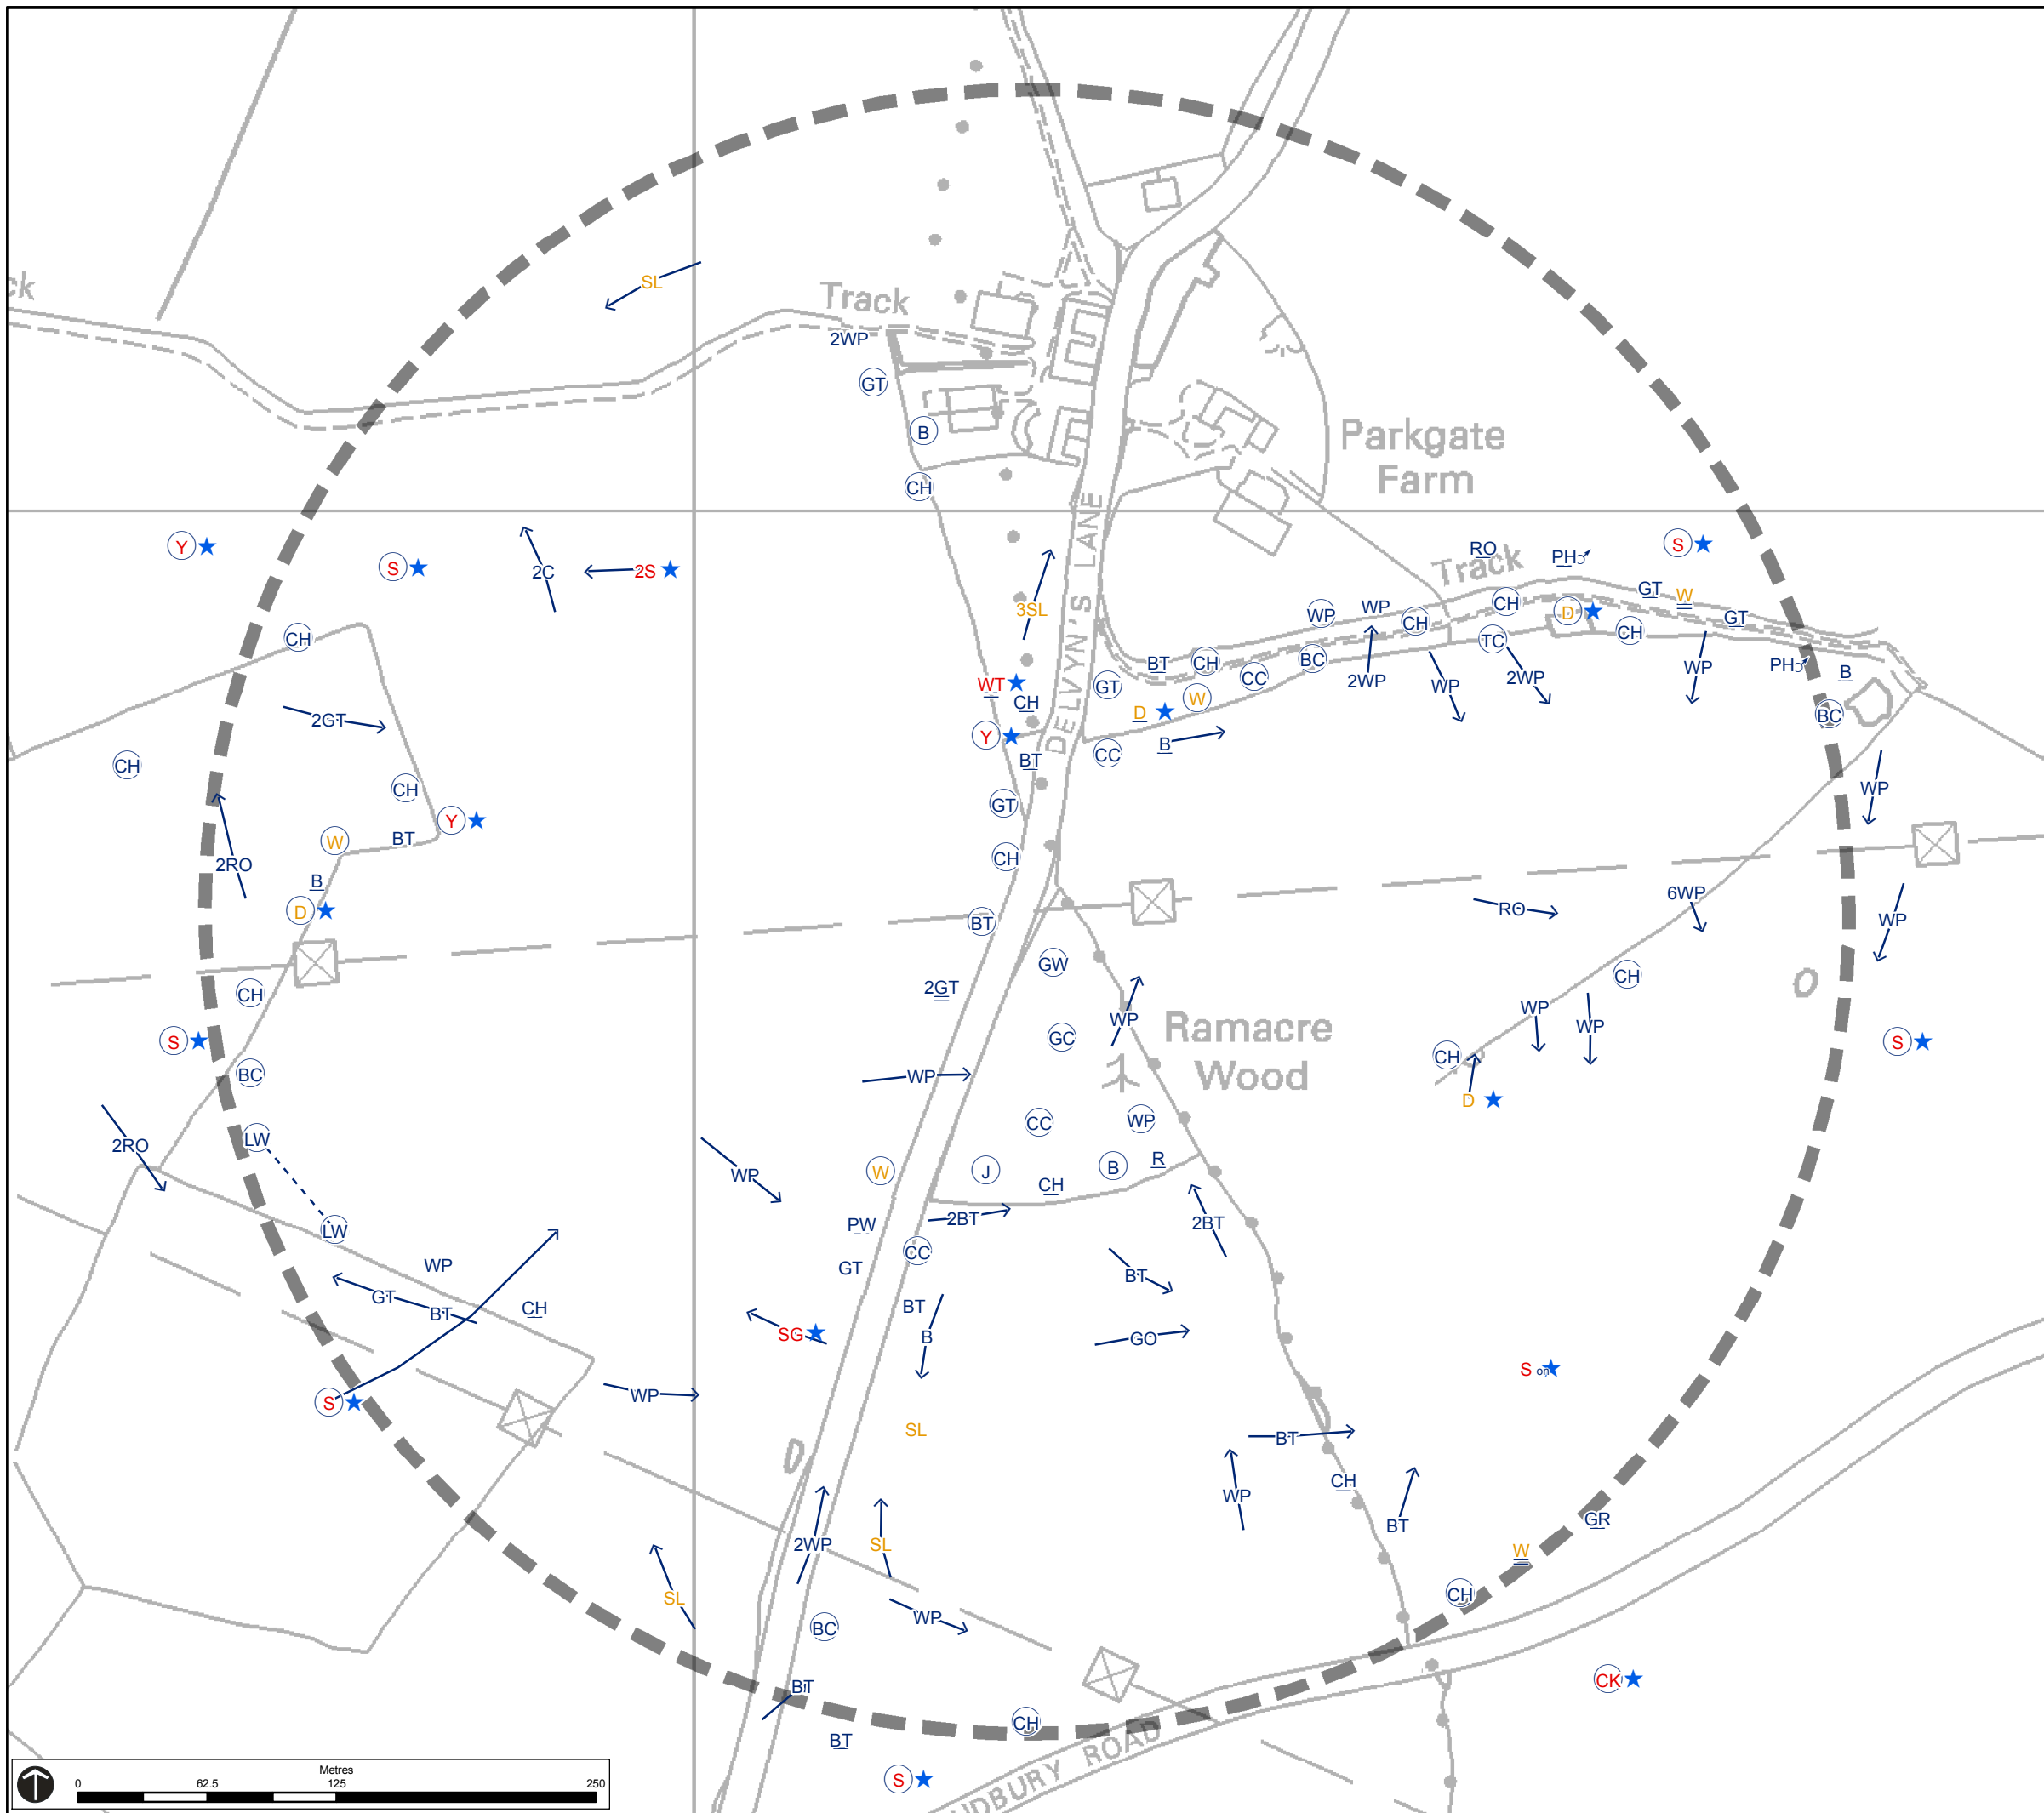 ck
SL
Track
2WP
GT
B
CH
Parkgate
Farm
DELVYN'S LANE
Y
S
2C
2S
RO
Track
PH♂
S
3SL
WP
WP
CH
CH
D
GT
W
GT
CH
CH
TC
BT
CH
BC
CC
GT
2WP
WP
2WP
WP
PH♂
B
WT
CH
W
D
BC
2GT
Y
BT
CC
B
CH
CH
GT
WP
Y
W
BT
CH
2RO
B
6WP
D
BT
RO
WP
GW
CH
CH
2GT
WP
WP
WP
Ramacre
Wood
S
GC
CH
S
BC
WP
D
CC
WP
LW
2RO
WP
W
J
B
R
CH
LW
PW
2BT
2BT
CC
WP
GT
BT
GT
BT
CH
BT
SG
B
GO
S on
S
WP
SL
BT
CH
WP
BT
GR
2WP
SL
W
SL
CH
WP
BC
CK
BT
CH
BT
S
UDBURY ROAD
Metres
0 62.5 125 250